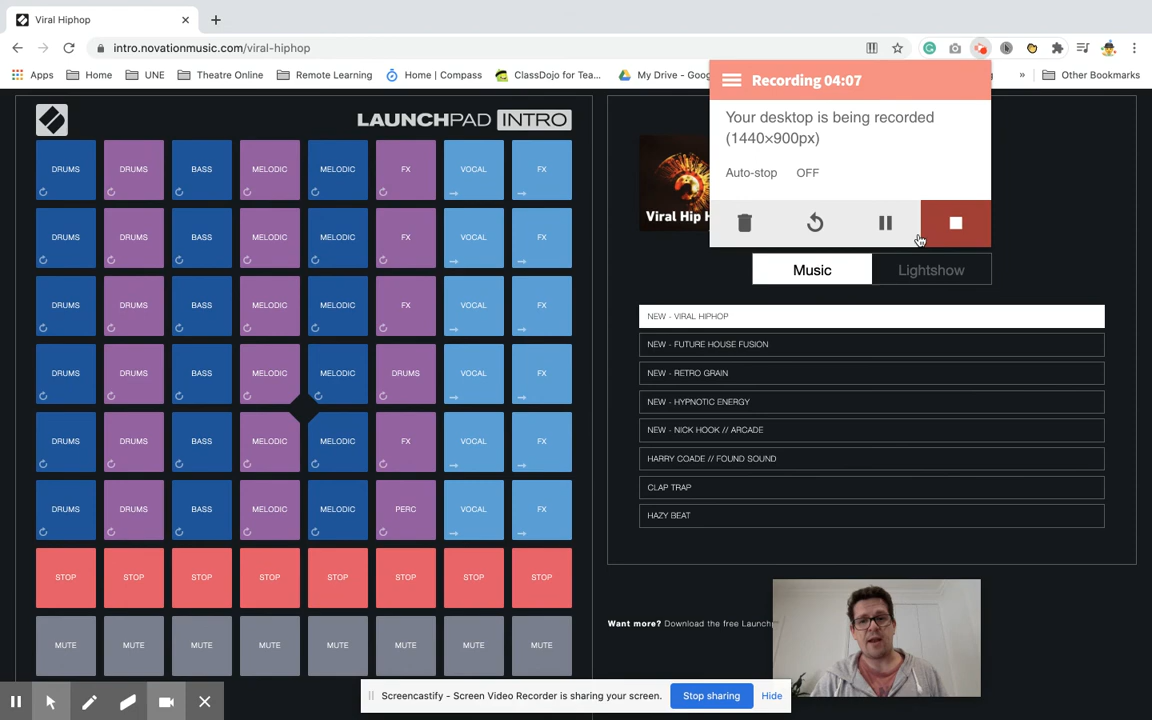 Viral Hiphop
intro.novationmusic.com/viral-hiphop
Apps Home UNE Theatre Online Remote Learning Home | Compass ClassDojo for Tea... My Drive - Goog » Other Bookmarks
Recording 04:07
Your desktop is being recorded
(1440×900px)
Auto-stop OFF
LAUNCHPAD INTRO
DRUMS DRUMS BASS MELODIC MELODIC FX VOCAL FX
DRUMS DRUMS BASS MELODIC MELODIC FX VOCAL FX
DRUMS DRUMS BASS MELODIC MELODIC FX VOCAL FX
DRUMS DRUMS BASS MELODIC MELODIC DRUMS VOCAL FX
DRUMS DRUMS BASS MELODIC MELODIC FX VOCAL FX
DRUMS DRUMS BASS MELODIC MELODIC PERC VOCAL FX
STOP STOP STOP STOP STOP STOP STOP STOP
MUTE MUTE MUTE MUTE MUTE MUTE MUTE MUTE
Viral Hip H
Music Lightshow
NEW - VIRAL HIPHOP
NEW - FUTURE HOUSE FUSION
NEW - RETRO GRAIN
NEW - HYPNOTIC ENERGY
NEW - NICK HOOK // ARCADE
HARRY COADE // FOUND SOUND
CLAP TRAP
HAZY BEAT
Want more? Download the free Launchp
Screencastify - Screen Video Recorder is sharing your screen. Stop sharing Hide